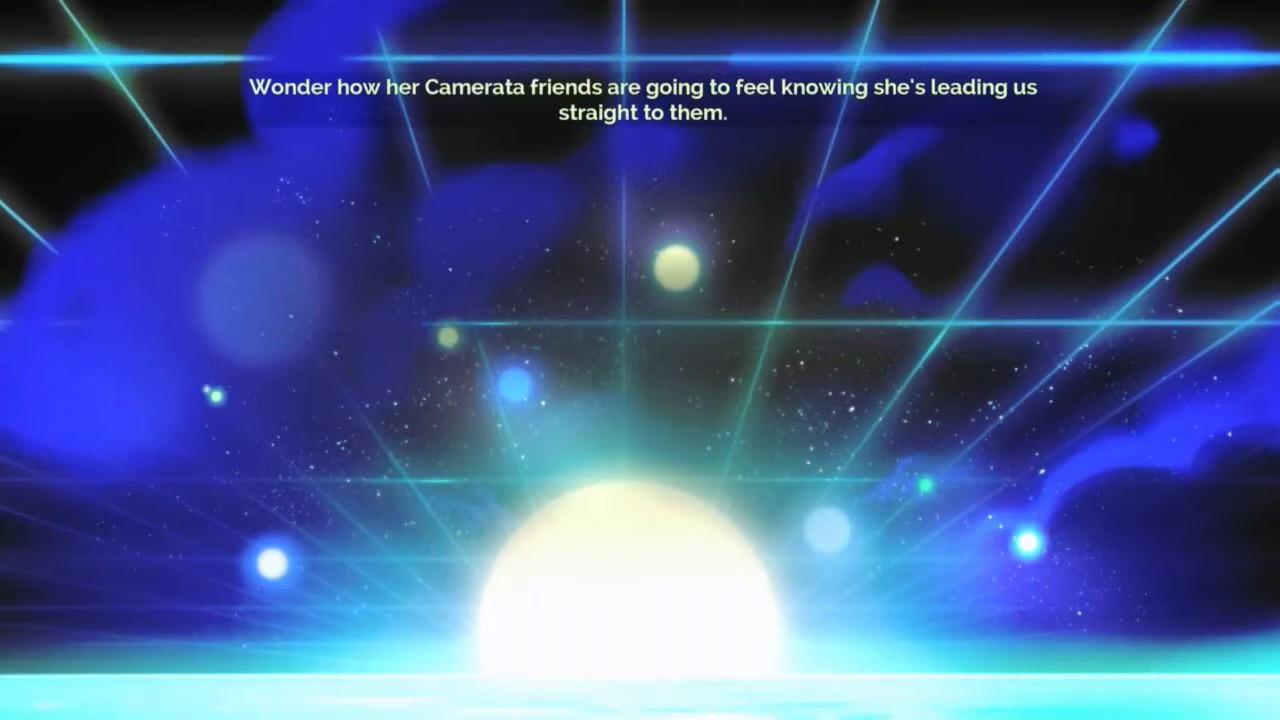 Wonder how her Camerata friends are going to feel knowing she's leading us
straight to them.